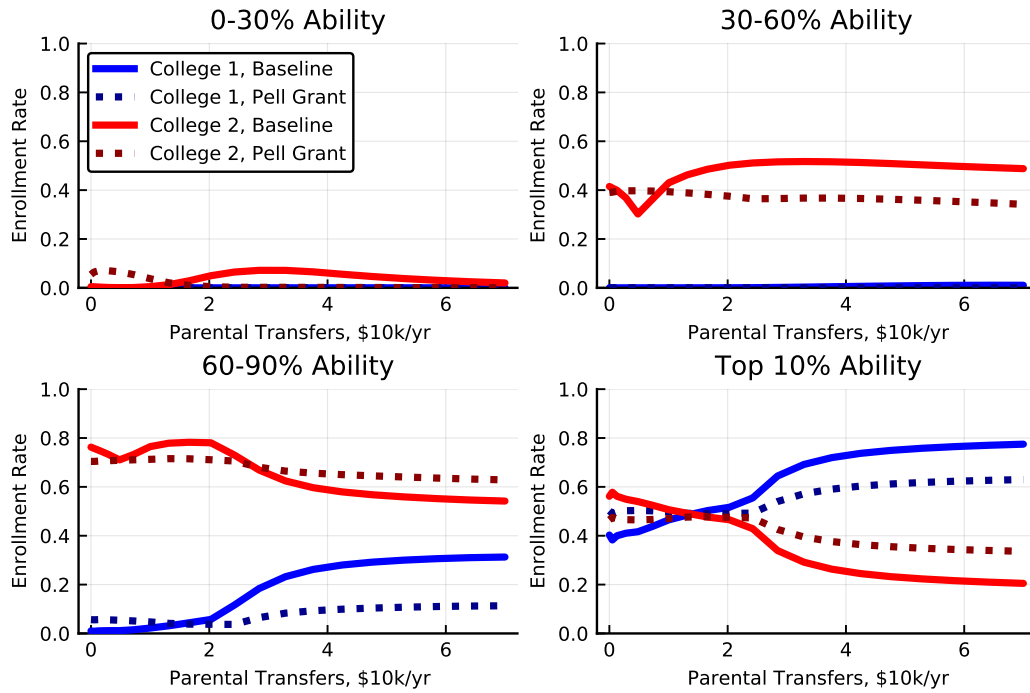 0-30% Ability
1.0
0.8
0.6
0.4
0.2
0.0
Enrollment Rate
College 1, Baseline
College 1, Pell Grant
College 2, Baseline
College 2, Pell Grant
0 2 4 6
Parental Transfers, $10k/yr
30-60% Ability
1.0
0.8
0.6
0.4
0.2
0.0
Enrollment Rate
0 2 4 6
Parental Transfers, $10k/yr
60-90% Ability
1.0
0.8
0.6
0.4
0.2
0.0
Enrollment Rate
0 2 4 6
Parental Transfers, $10k/yr
Top 10% Ability
1.0
0.8
0.6
0.4
0.2
0.0
Enrollment Rate
0 2 4 6
Parental Transfers, $10k/yr